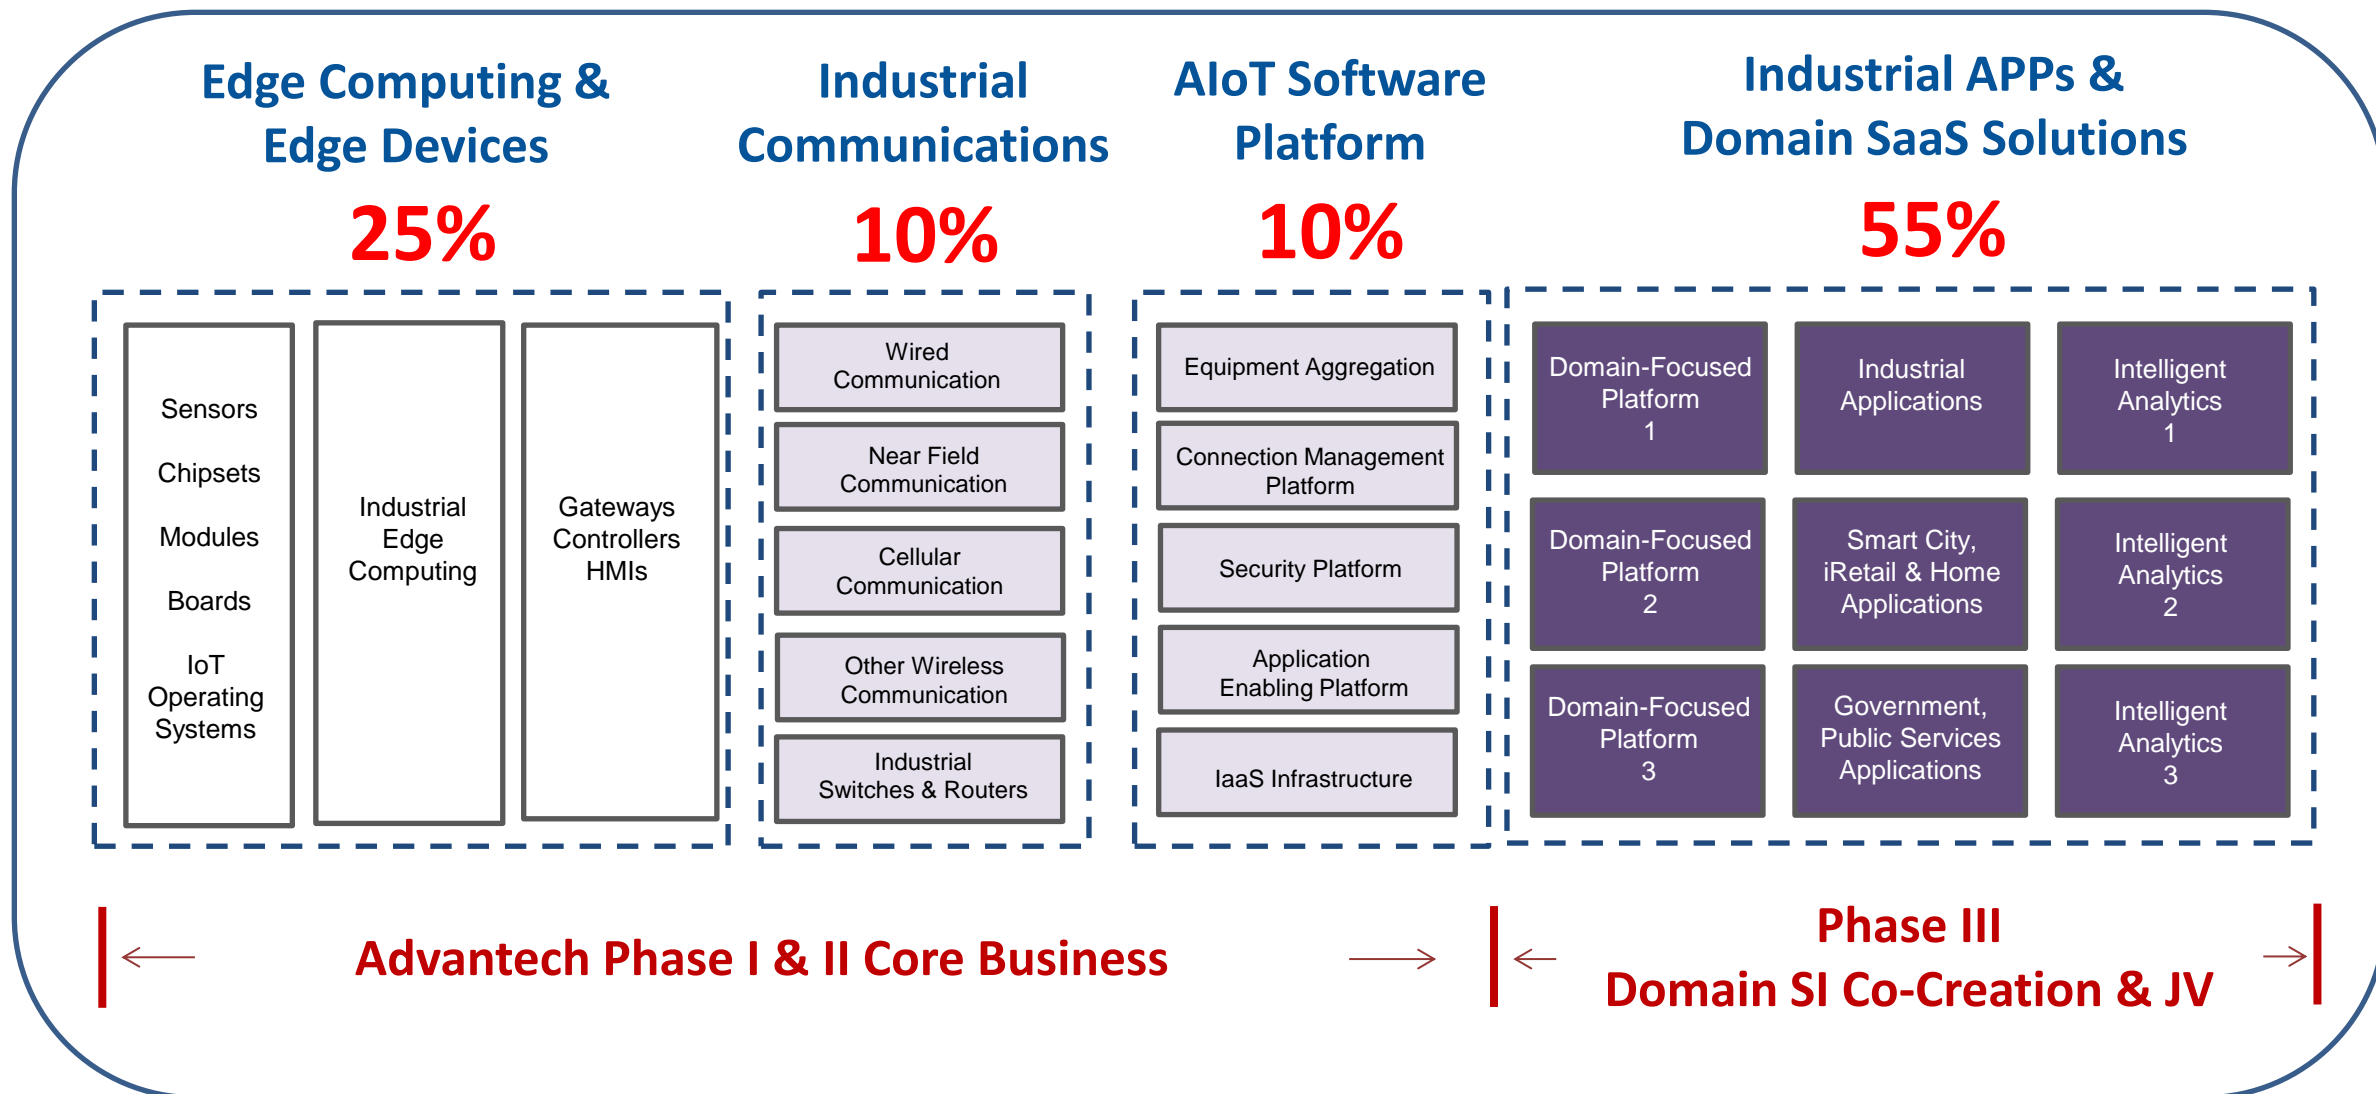 Edge Computing &
Edge Devices
25%
Industrial
Communications
10%
AIoT Software
Platform
10%
Industrial APPs &
Domain SaaS Solutions
55%
Sensors
Chipsets
Modules
Boards
IoT
Operating
Systems
Industrial
Edge
Computing
Gateways
Controllers
HMIs
Wired
Communication
Near Field
Communication
Cellular
Communication
Other Wireless
Communication
Industrial
Switches & Routers
Equipment Aggregation
Connection Management
Platform
Security Platform
Application
Enabling Platform
IaaS Infrastructure
Domain-Focused
Platform
1
Industrial
Applications
Intelligent
Analytics
1
Domain-Focused
Platform
2
Smart City,
iRetail & Home
Applications
Intelligent
Analytics
2
Domain-Focused
Platform
3
Government,
Public Services
Applications
Intelligent
Analytics
3
Advantech Phase I & II Core Business
Phase III
Domain SI Co-Creation & JV